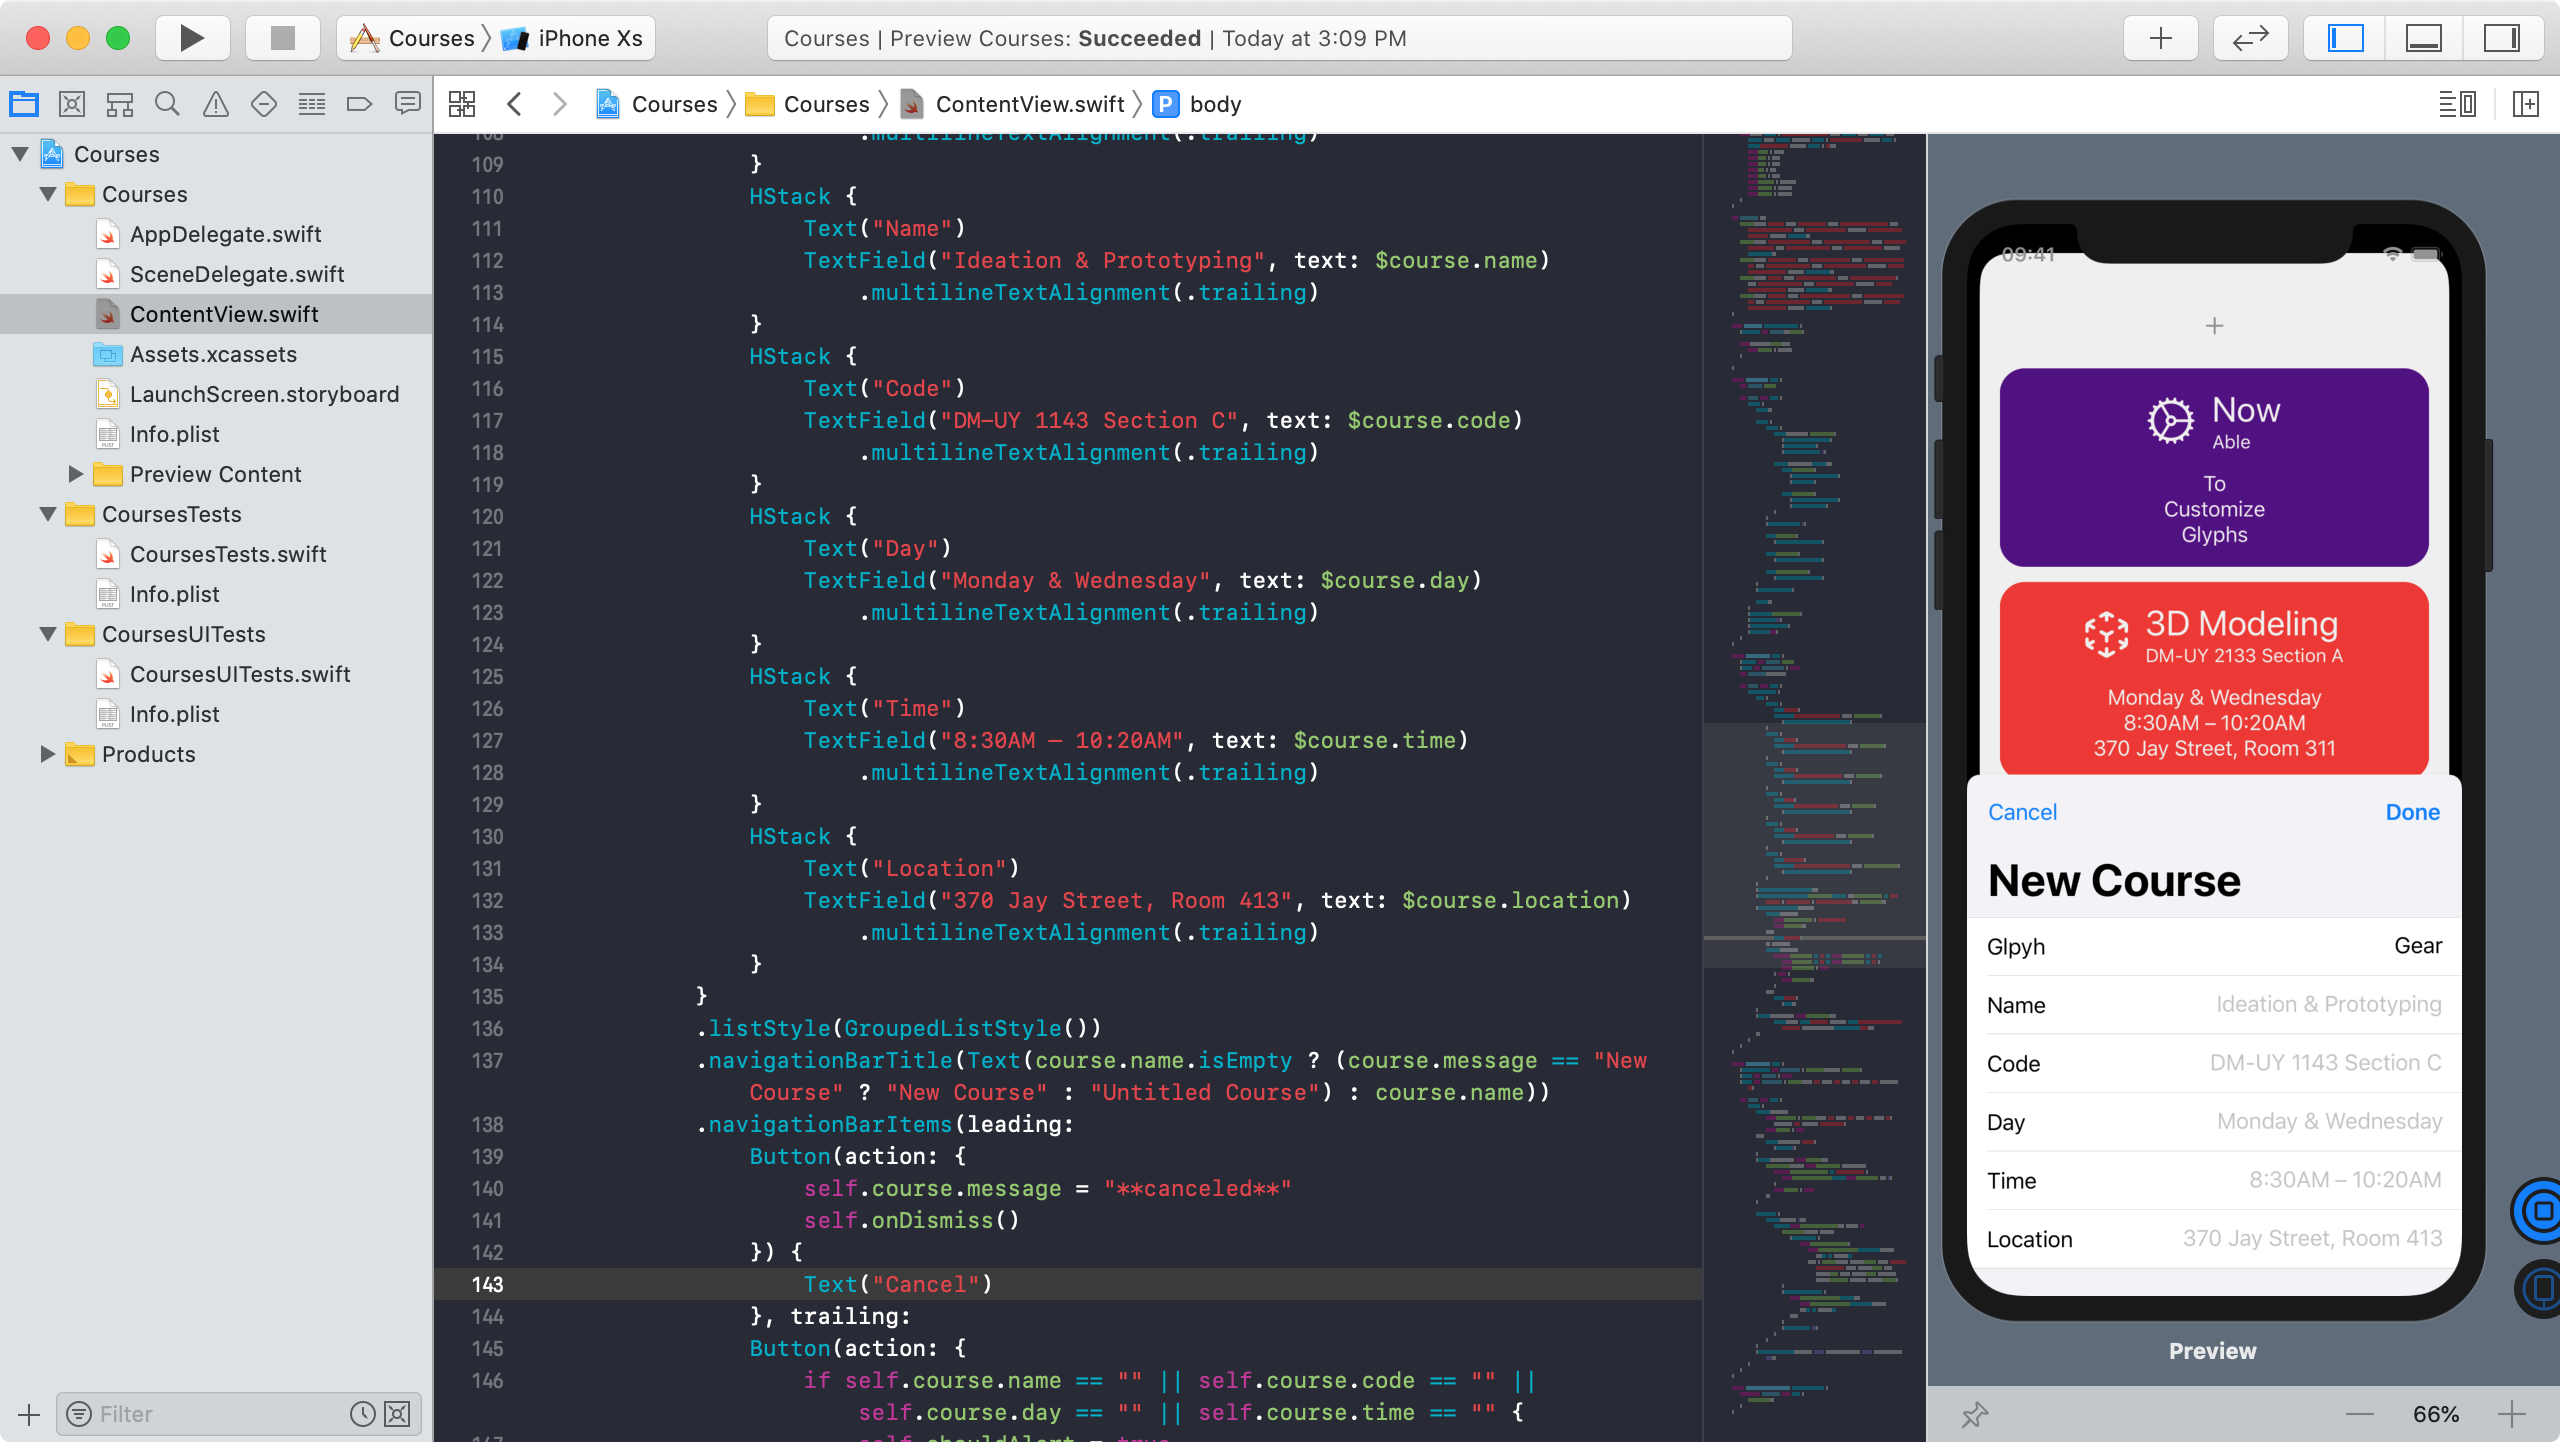 Courses
iPhone Xs
Courses | Preview Courses: Succeeded | Today at 3:09 PM
Courses
Courses
ContentView.swift
P
body
Courses
Courses
AppDelegate.swift
SceneDelegate.swift
ContentView.swift
Assets.xcassets
LaunchScreen.storyboard
Info.plist
Preview Content
CoursesTests
CoursesTests.swift
Info.plist
CoursesUITests
CoursesUITests.swift
Info.plist
Products
Filter
108 .multilineTextAlignment(.trailing)
109 }
110 HStack {
111 Text("Name")
112 TextField("Ideation & Prototyping", text: $course.name)
113 .multilineTextAlignment(.trailing)
114 }
115 HStack {
116 Text("Code")
117 TextField("DM–UY 1143 Section C", text: $course.code)
118 .multilineTextAlignment(.trailing)
119 }
120 HStack {
121 Text("Day")
122 TextField("Monday & Wednesday", text: $course.day)
123 .multilineTextAlignment(.trailing)
124 }
125 HStack {
126 Text("Time")
127 TextField("8:30AM – 10:20AM", text: $course.time)
128 .multilineTextAlignment(.trailing)
129 }
130 HStack {
131 Text("Location")
132 TextField("370 Jay Street, Room 413", text: $course.location)
133 .multilineTextAlignment(.trailing)
134 }
135 }
136 .listStyle(GroupedListStyle())
137 .navigationBarTitle(Text(course.name.isEmpty ? (course.message == "New
Course" ? "New Course" : "Untitled Course") : course.name))
138 .navigationBarItems(leading:
139 Button(action: {
140 self.course.message = "**canceled**"
141 self.onDismiss()
142 }) {
143 Text("Cancel")
144 }, trailing:
145 Button(action: {
146 if self.course.name == "" || self.course.code == "" ||
self.course.day == "" || self.course.time == "" {
147 self.shouldAlert = true
09:41
Now
Able
To
Customize
Glyphs
3D Modeling
DM-UY 2133 Section A
Monday & Wednesday
8:30AM – 10:20AM
370 Jay Street, Room 311
Cancel
Done
New Course
Glpyh Gear
Name Ideation & Prototyping
Code DM-UY 1143 Section C
Day Monday & Wednesday
Time 8:30AM – 10:20AM
Location 370 Jay Street, Room 413
Preview
66%